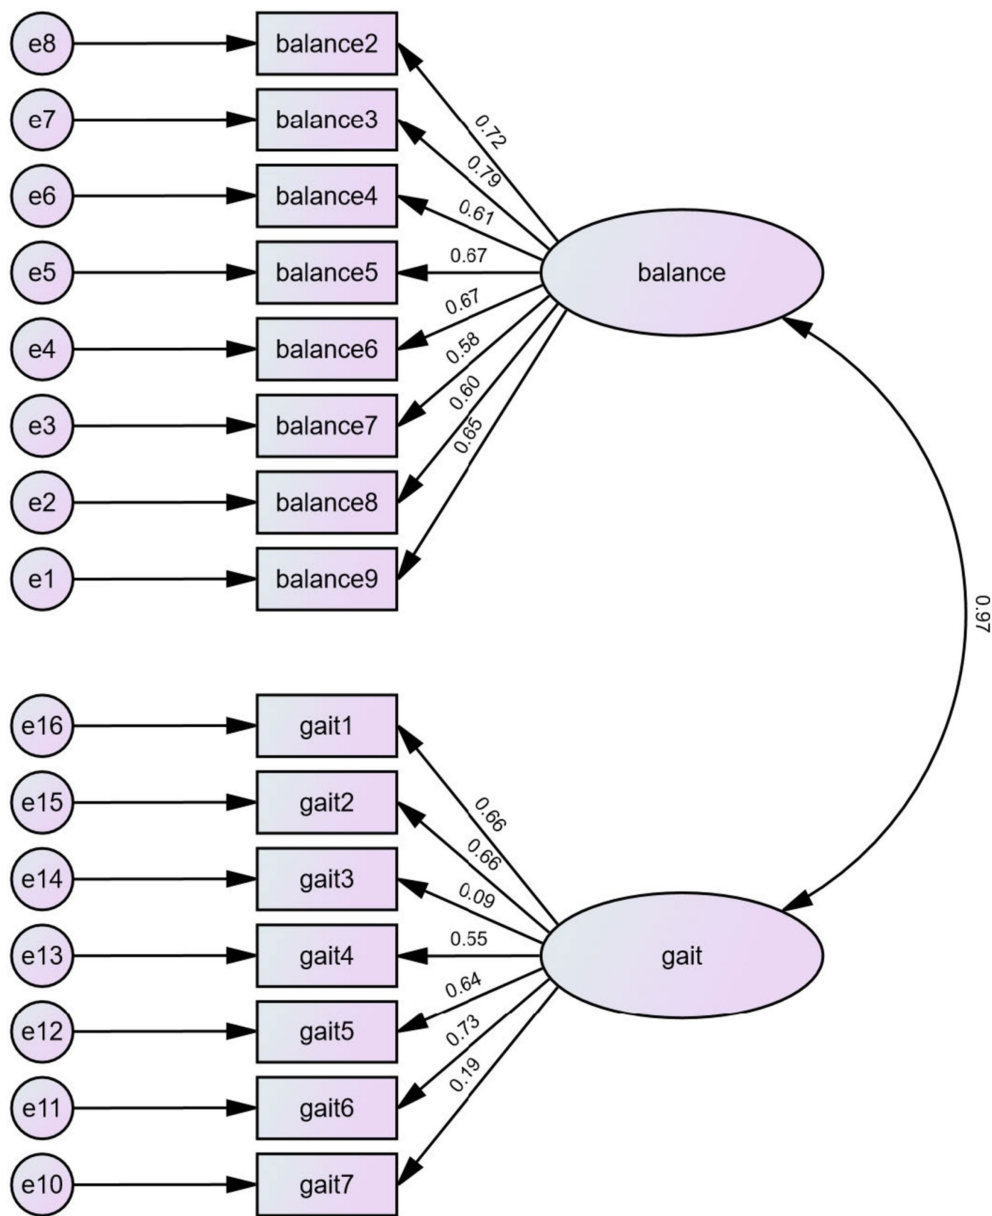 e8
balance2
0.72
e7
balance3
0.79
e6
balance4
0.61
e5
balance5
0.67
balance
e4
balance6
0.67
e3
balance7
0.58
e2
balance8
0.60
e1
balance9
0.65
0.97
e16
gait1
0.66
e15
gait2
0.66
e14
gait3
0.09
e13
gait4
0.55
gait
e12
gait5
0.64
e11
gait6
0.73
e10
gait7
0.19